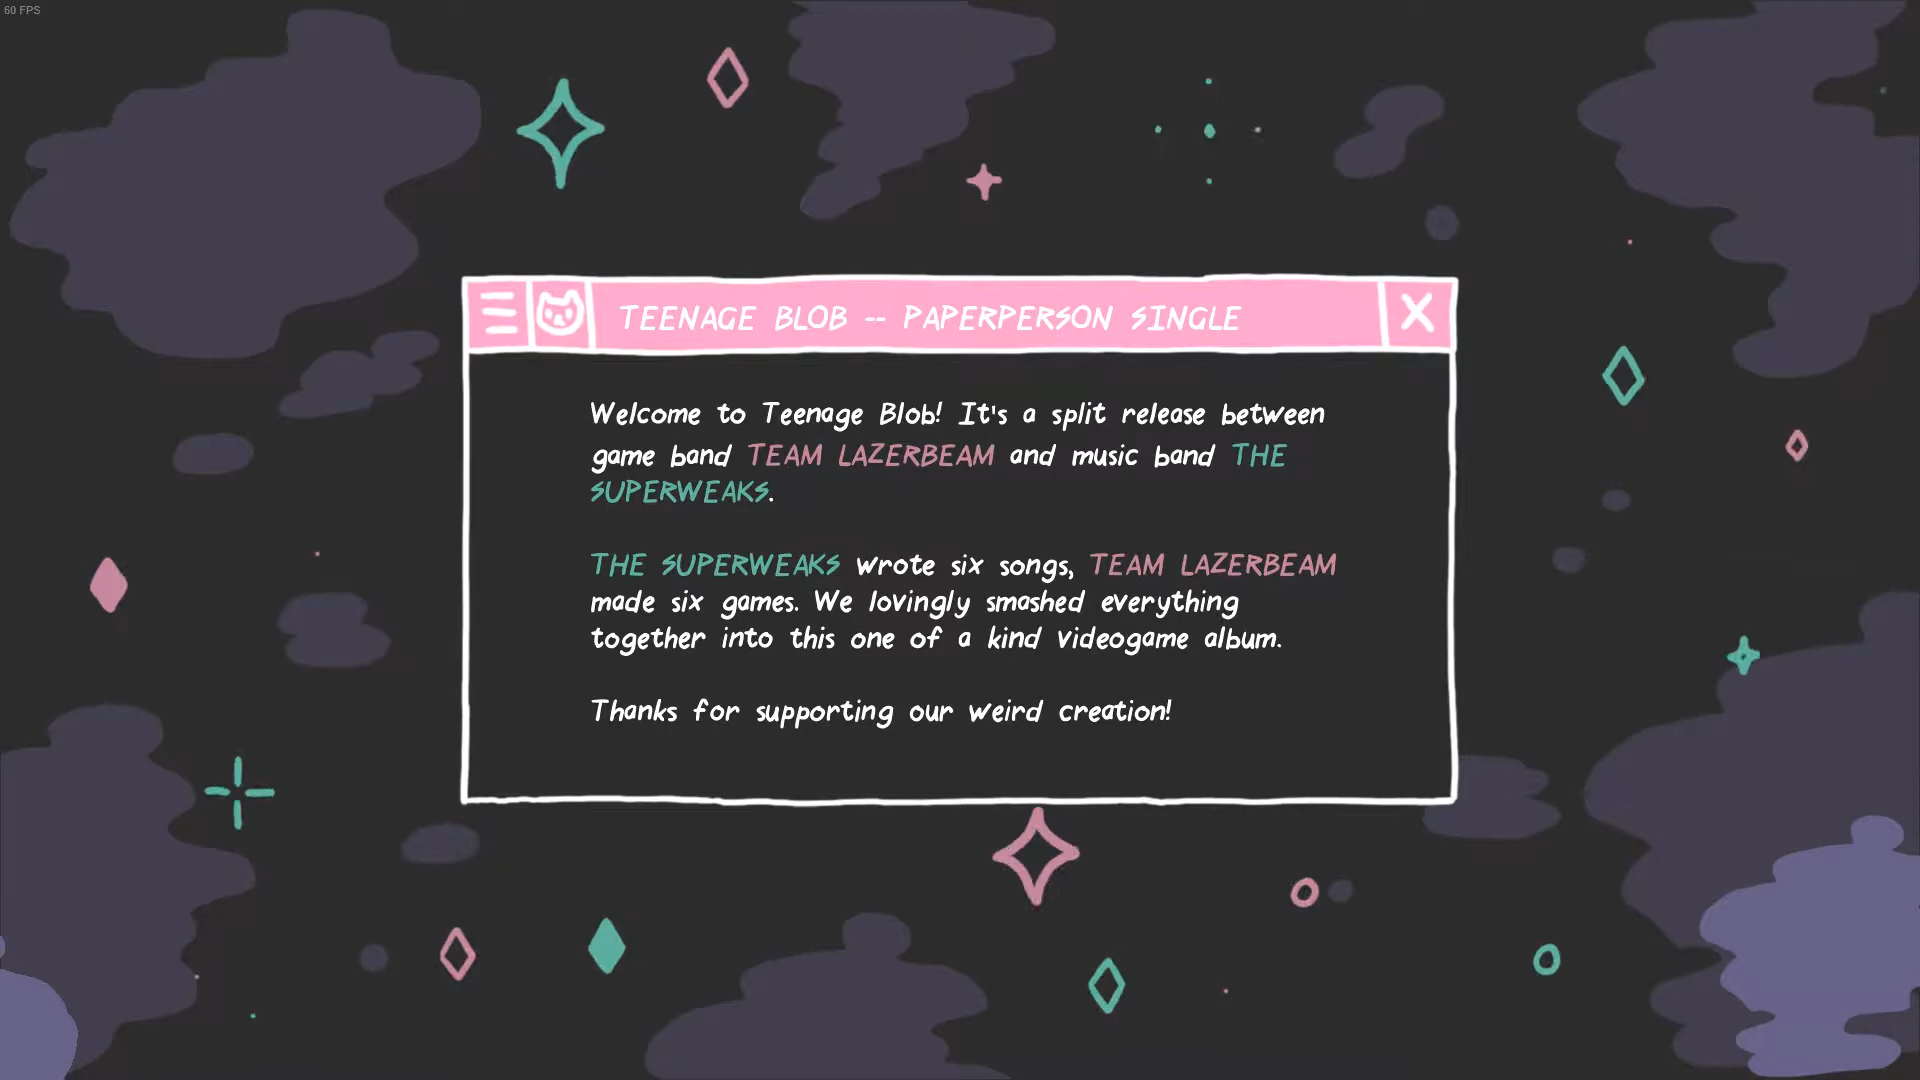 60 FPS
TEENAGE BLOB -- PAPERPERSON SINGLE
Welcome to Teenage Blob! It's a split release between
game band TEAM LAZERBEAM and music band THE
SUPERWEAKS.
THE SUPERWEAKS wrote six songs, TEAM LAZERBEAM
made six games. We lovingly smashed everything
together into this one of a kind videogame album.
Thanks for supporting our weird creation!